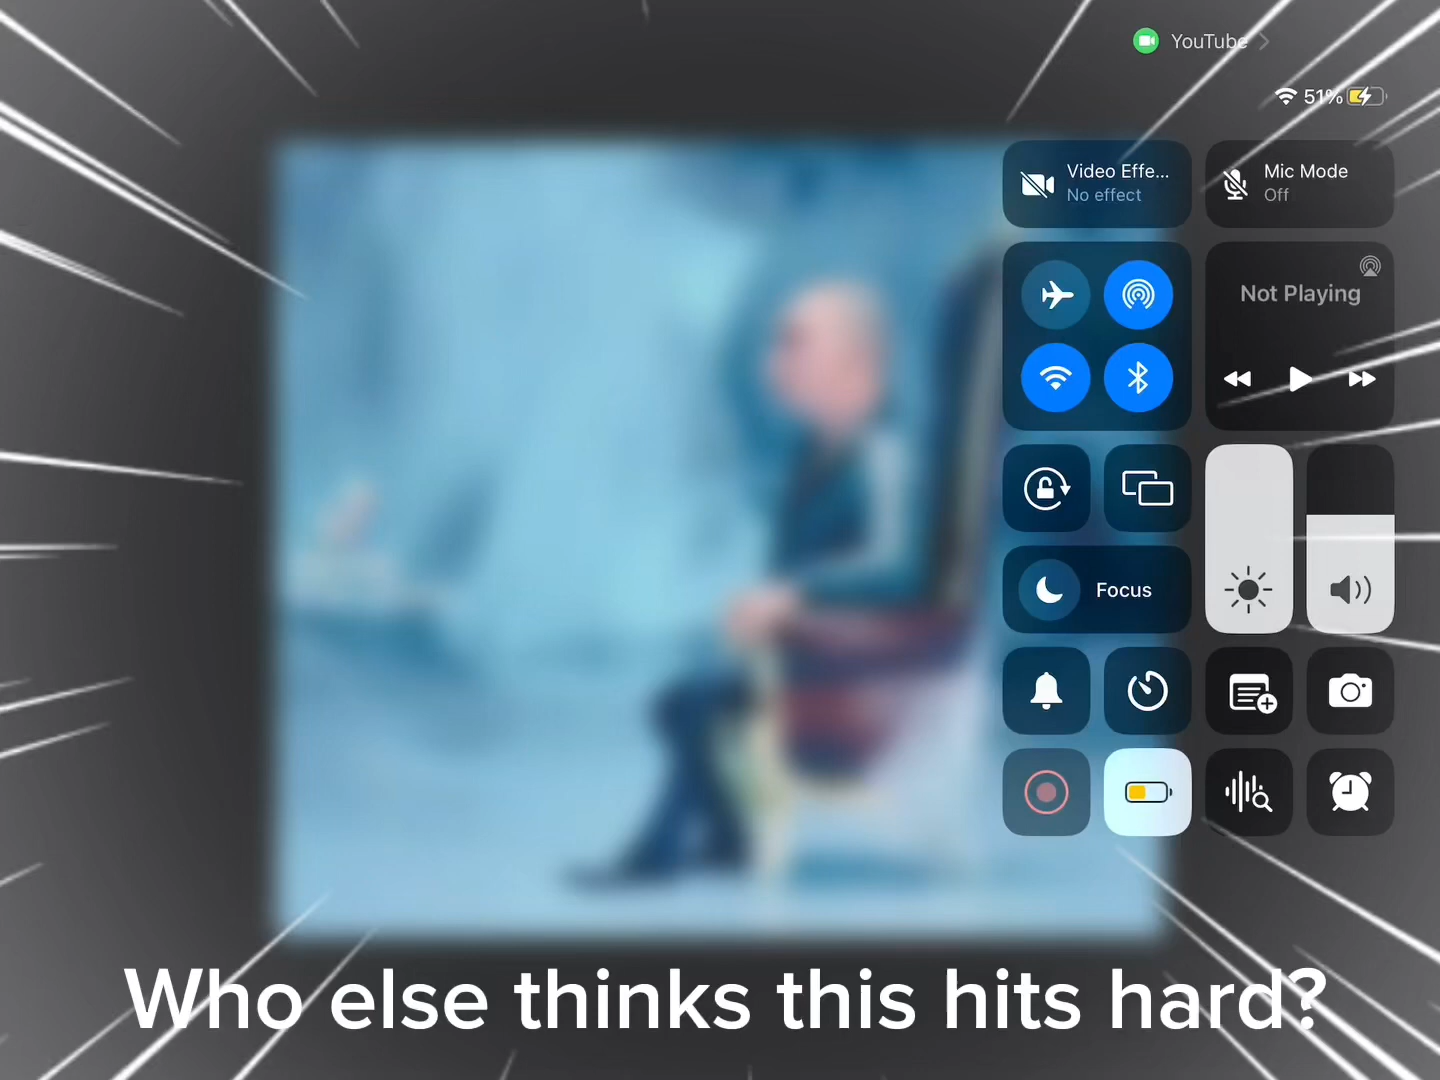 YouTube
51%
Video Effe...
No effect
Mic Mode
Off
Not Playing
Focus
Who else thinks this hits hard?